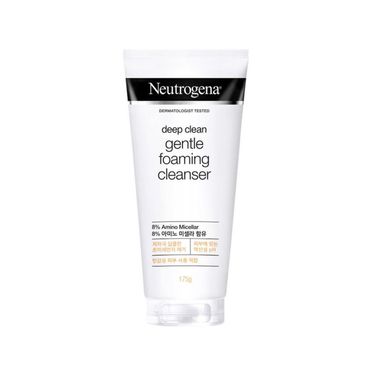 Neutrogena®
DERMATOLOGIST TESTED
deep clean
gentle
foaming
cleanser
8% Amino Micellar
8% 아미노 미셀라 함유
175g